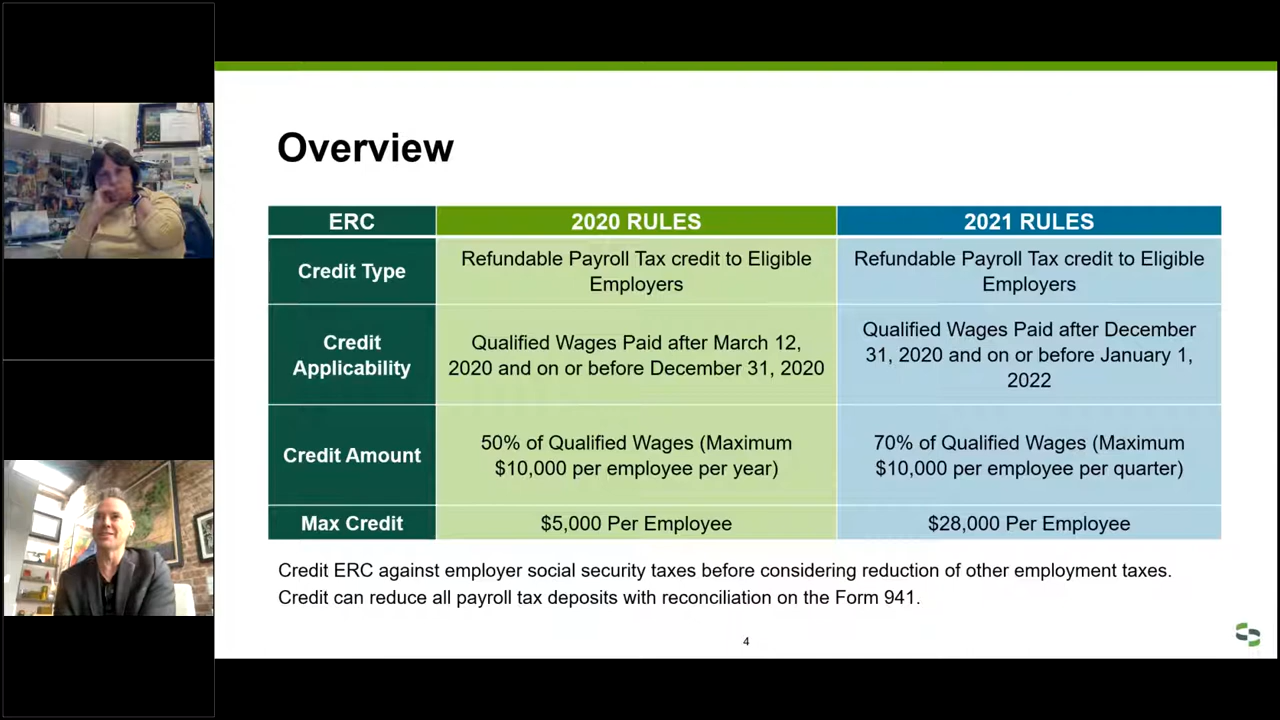 Overview
ERC
2020 RULES
2021 RULES
Credit Type
Refundable Payroll Tax credit to Eligible
Employers
Refundable Payroll Tax credit to Eligible
Employers
Credit
Applicability
Qualified Wages Paid after March 12,
2020 and on or before December 31, 2020
Qualified Wages Paid after December
31, 2020 and on or before January 1,
2022
Credit Amount
50% of Qualified Wages (Maximum
$10,000 per employee per year)
70% of Qualified Wages (Maximum
$10,000 per employee per quarter)
Max Credit
$5,000 Per Employee
$28,000 Per Employee
Credit ERC against employer social security taxes before considering reduction of other employment taxes.
Credit can reduce all payroll tax deposits with reconciliation on the Form 941.
4